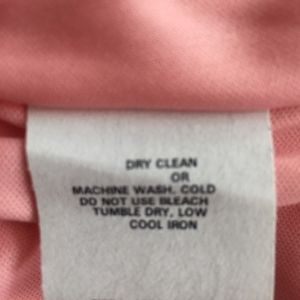 DRY CLEAN
OR
MACHINE WASH, COLD
DO NOT USE BLEACH
TUMBLE DRY, LOW
COOL IRON